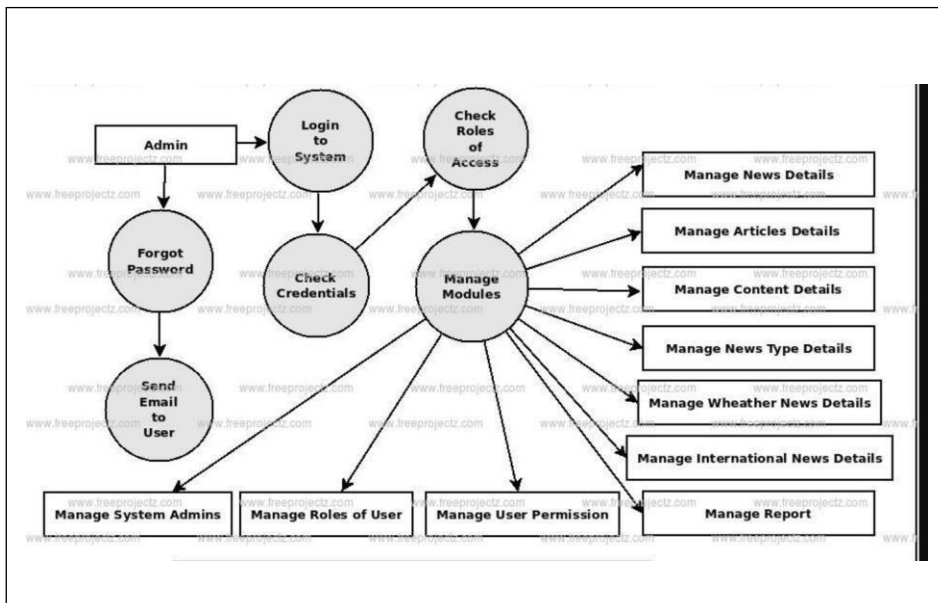 Admin
Login
to
System
Check
Roles
of
Access
Forgot
Password
Check
Credentials
Manage
Modules
Send
Email
to
User
Manage News Details
Manage Articles Details
Manage Content Details
Manage News Type Details
Manage Wheather News Details
Manage International News Details
Manage Report
Manage System Admins
Manage Roles of User
Manage User Permission
www.freeprojectz.com